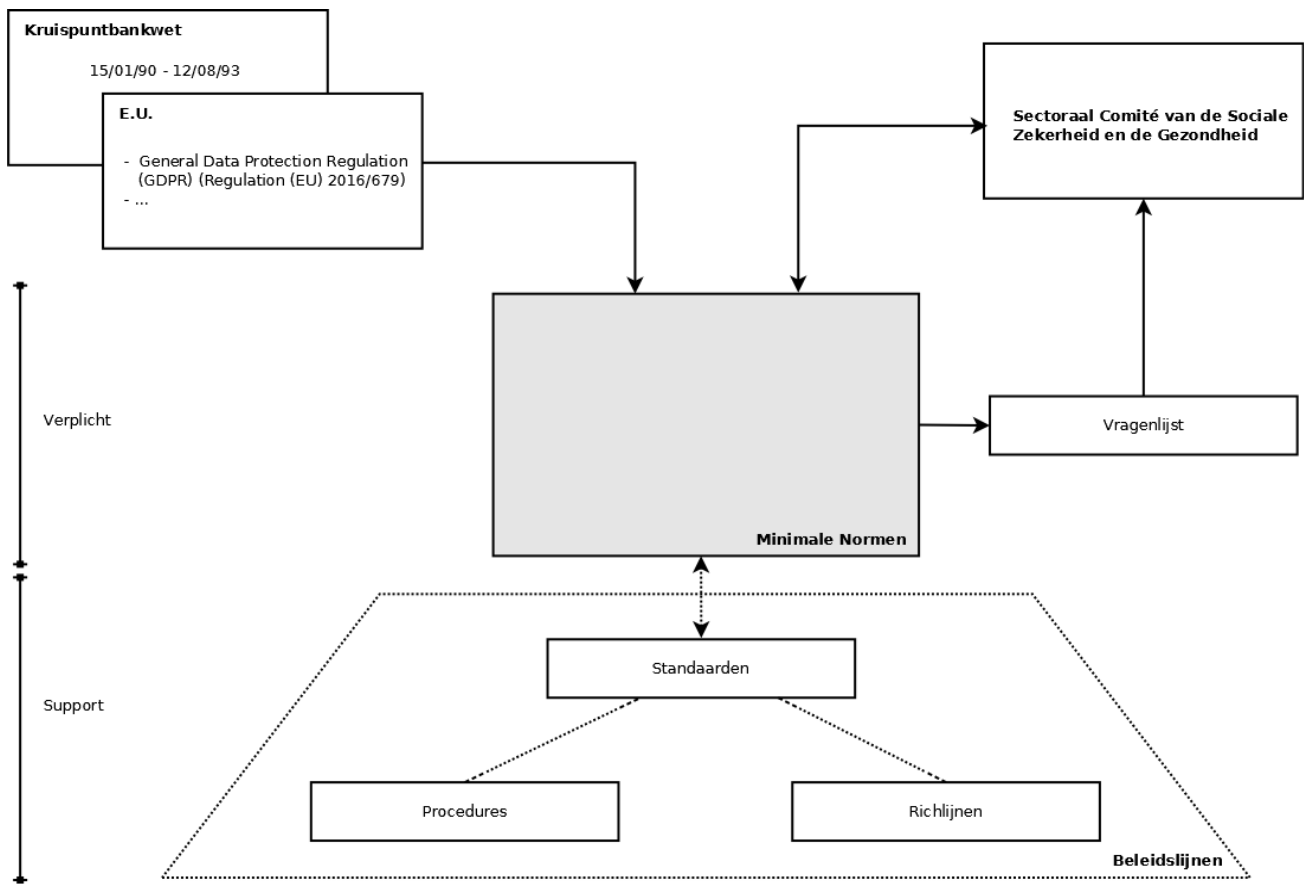 Kruispuntbankwet
15/01/90 - 12/08/93
E.U.
- General Data Protection Regulation
(GDPR) (Regulation (EU) 2016/679)
- ...
Sectoraal Comité van de Sociale
Zekerheid en de Gezondheid
Verplicht
Vragenlijst
Minimale Normen
Standaarden
Support
Procedures
Richlijnen
Beleidslijnen